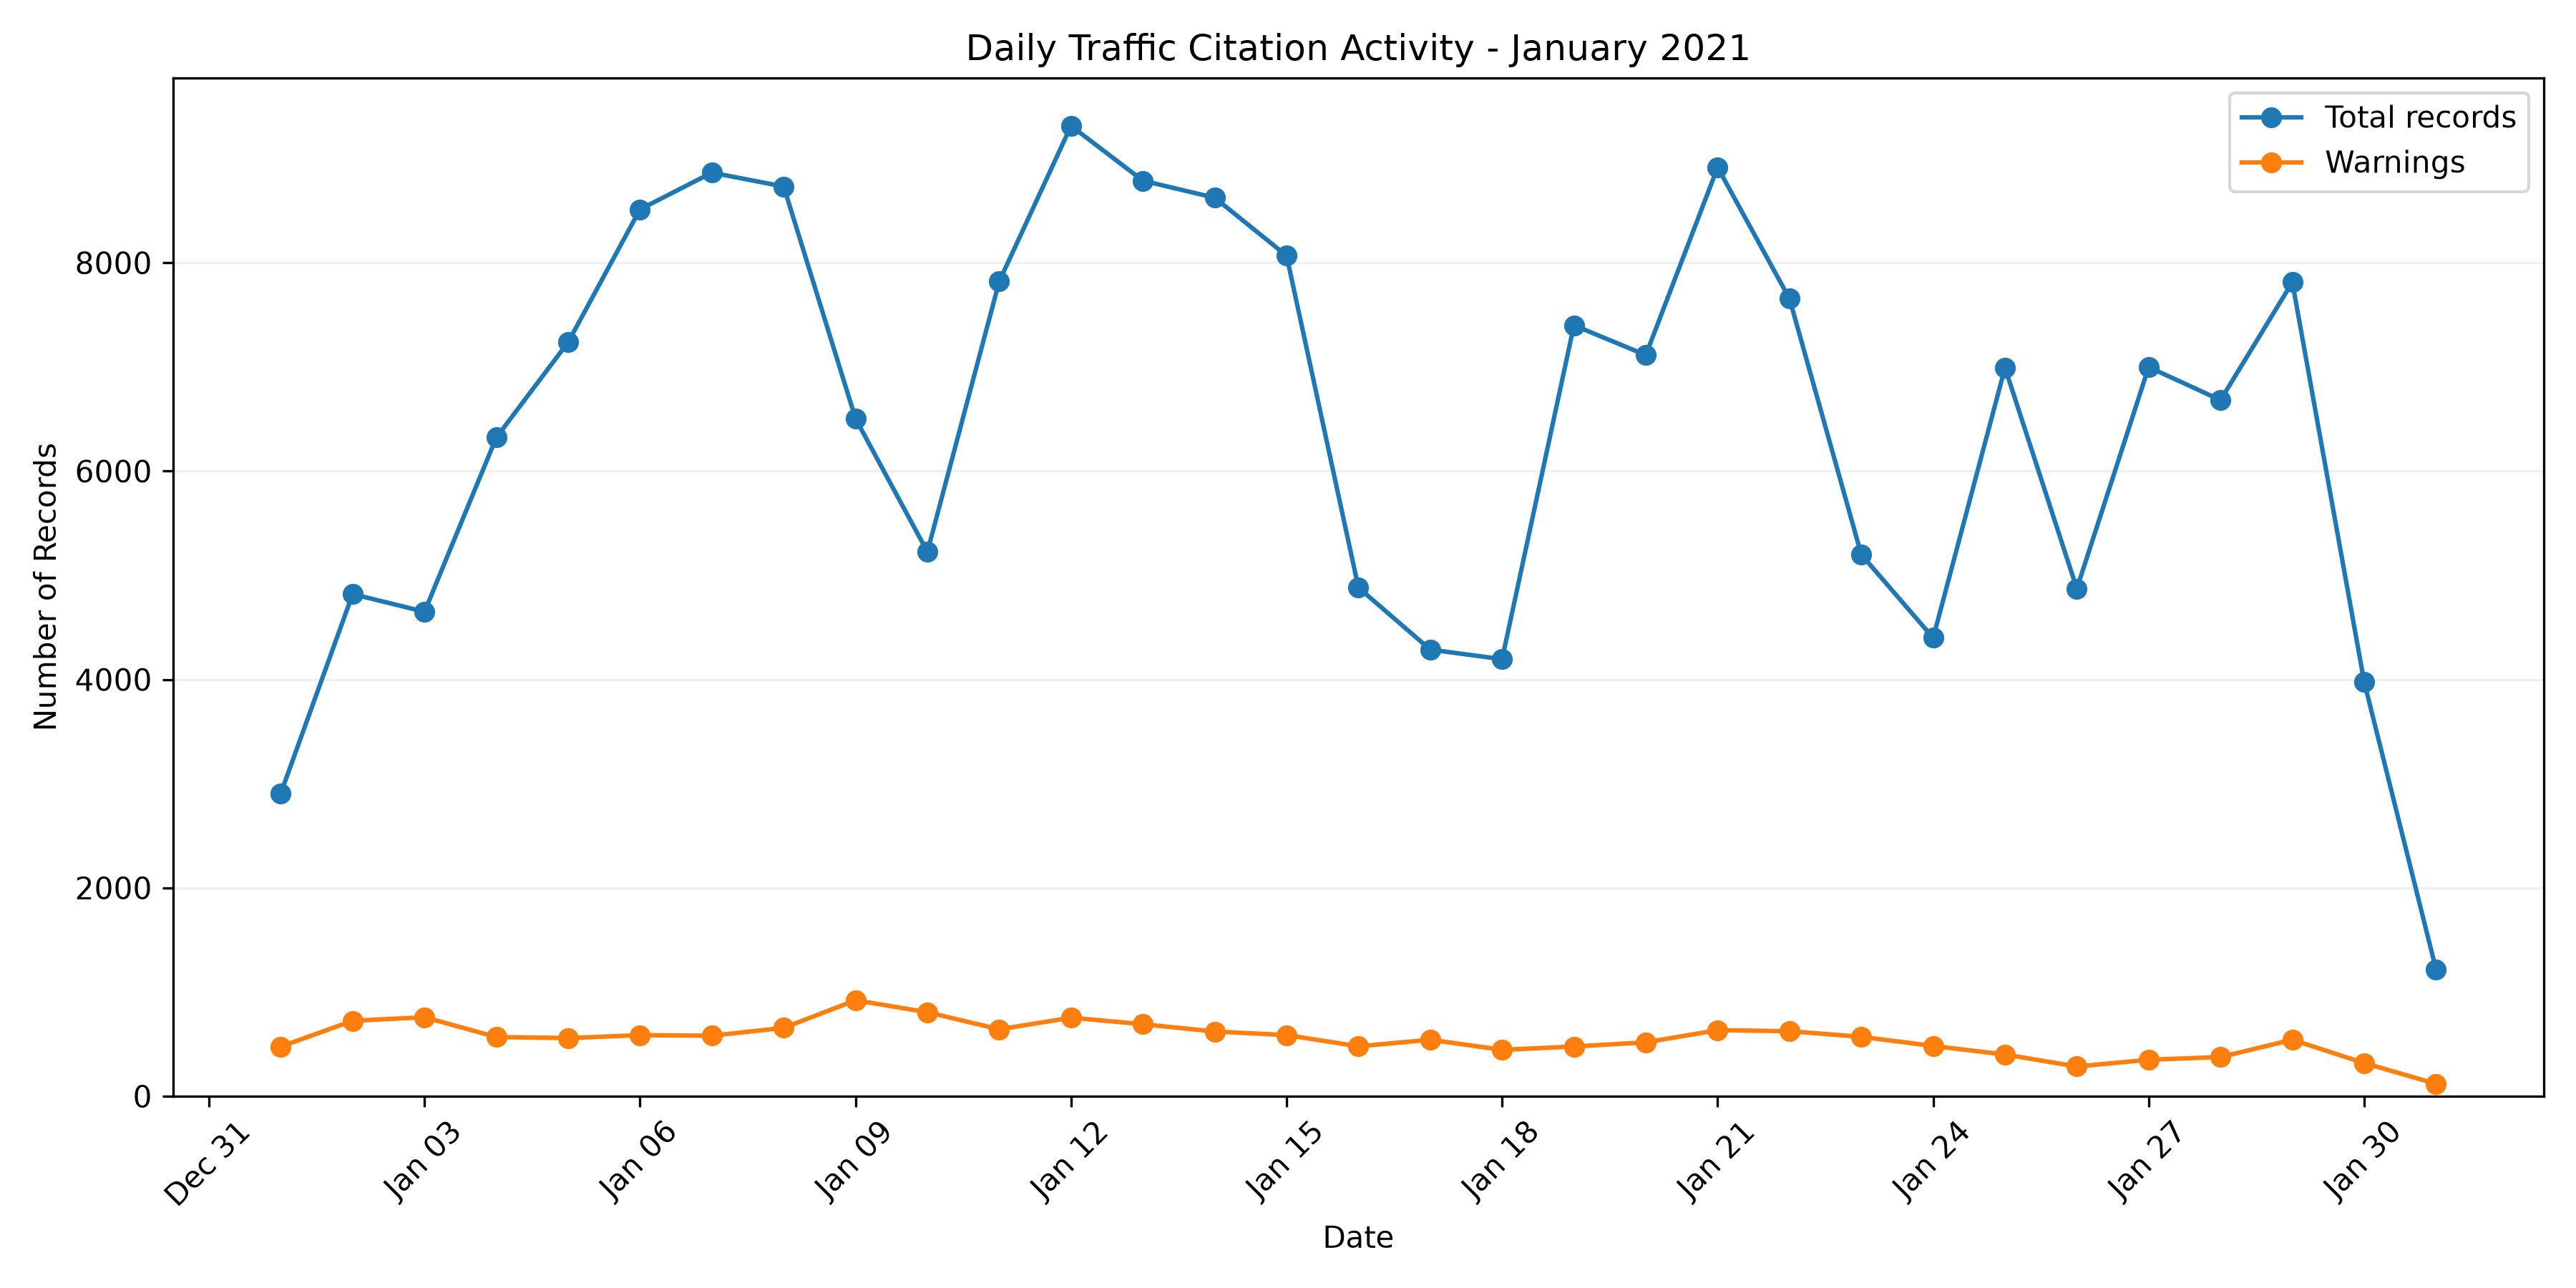 Daily Traffic Citation Activity - January 2021
Total records
Warnings
Number of Records
8000
6000
4000
2000
0
Dec 31
Jan 03
Jan 06
Jan 09
Jan 12
Jan 15
Jan 18
Jan 21
Jan 24
Jan 27
Jan 30
Date